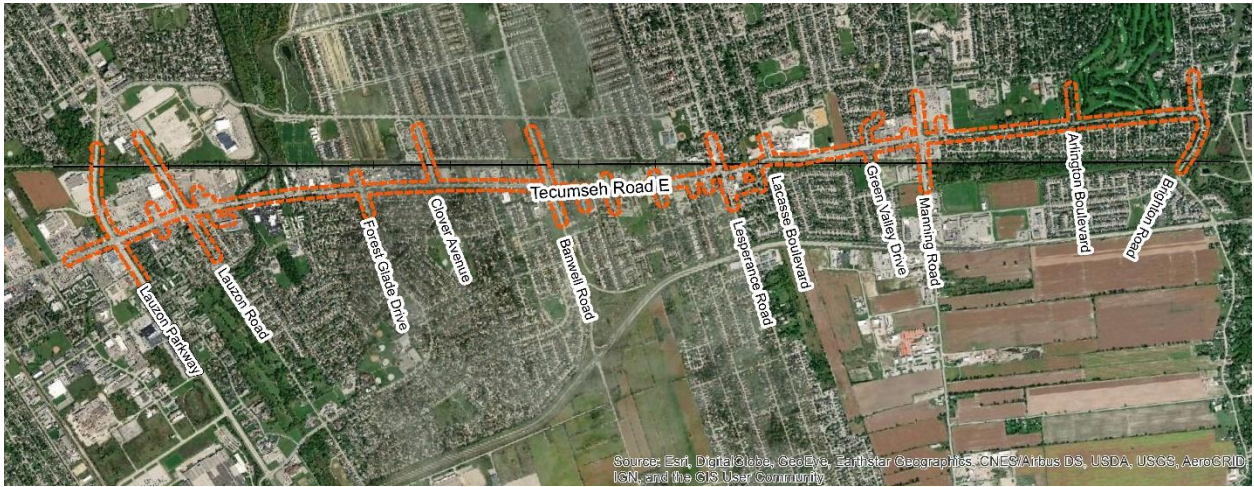 Tecumseh Road E
Lauzon Parkway
Lauzon Road
Forest Glade Drive
Clover Avenue
Banwell Road
Lesperance Road
Lacasse Boulevard
Green Valley Drive
Manning Road
Arlington Boulevard
Brighton Road
Source: Esri, DigitalGlobe, GeoEye, Earthstar Geographics, CNES/Airbus DS, USDA, USGS, AeroGRID
IGN, and the GIS User Community